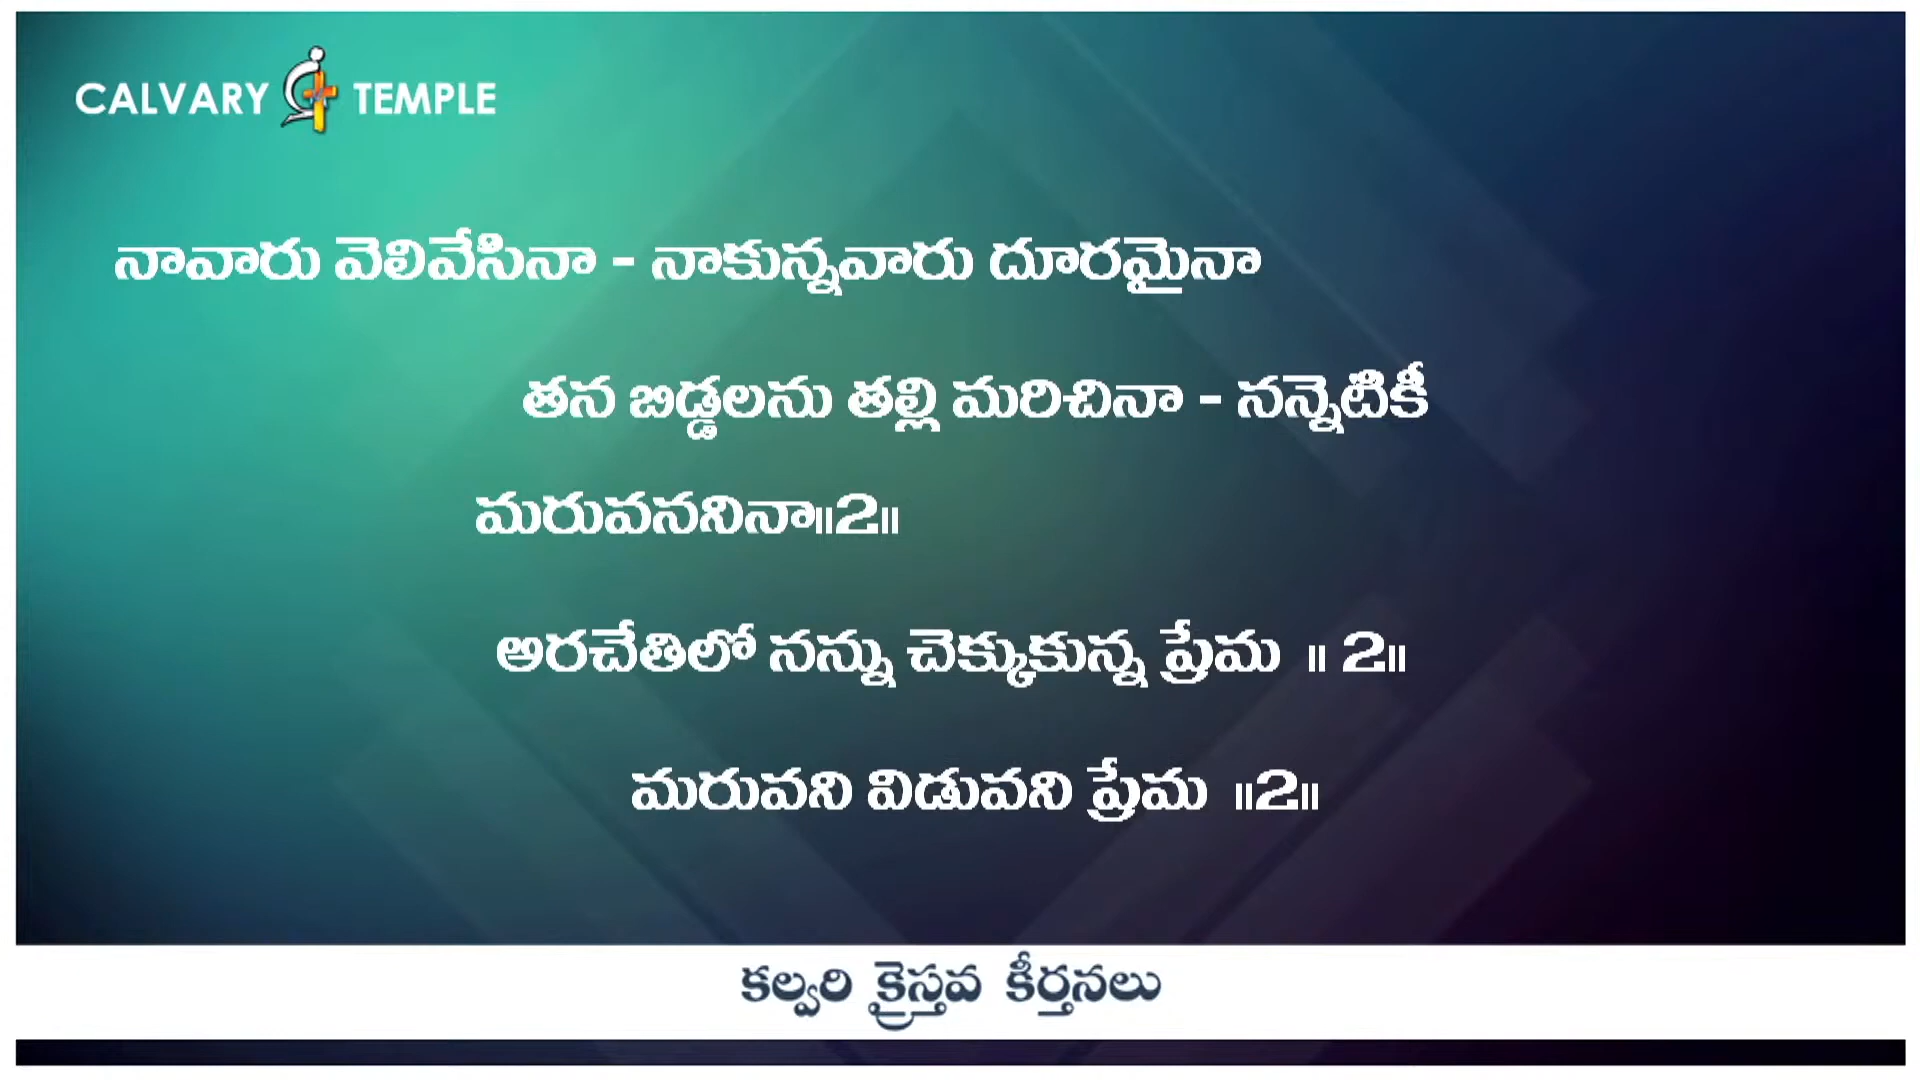 CALVARY TEMPLE
నావారు వెలివేసినా - నాకున్నవారు దూరమైనా
తన బిడ్డలను తల్లి మరిచినా - నన్నెటికీ
మరువననినా॥2॥
అరచేతిలో నన్ను చెక్కుకున్న ప్రేమ ॥ 2॥
మరువని విడువని ప్రేమ ॥2॥
కల్వరి క్రైస్తవ కీర్తనలు